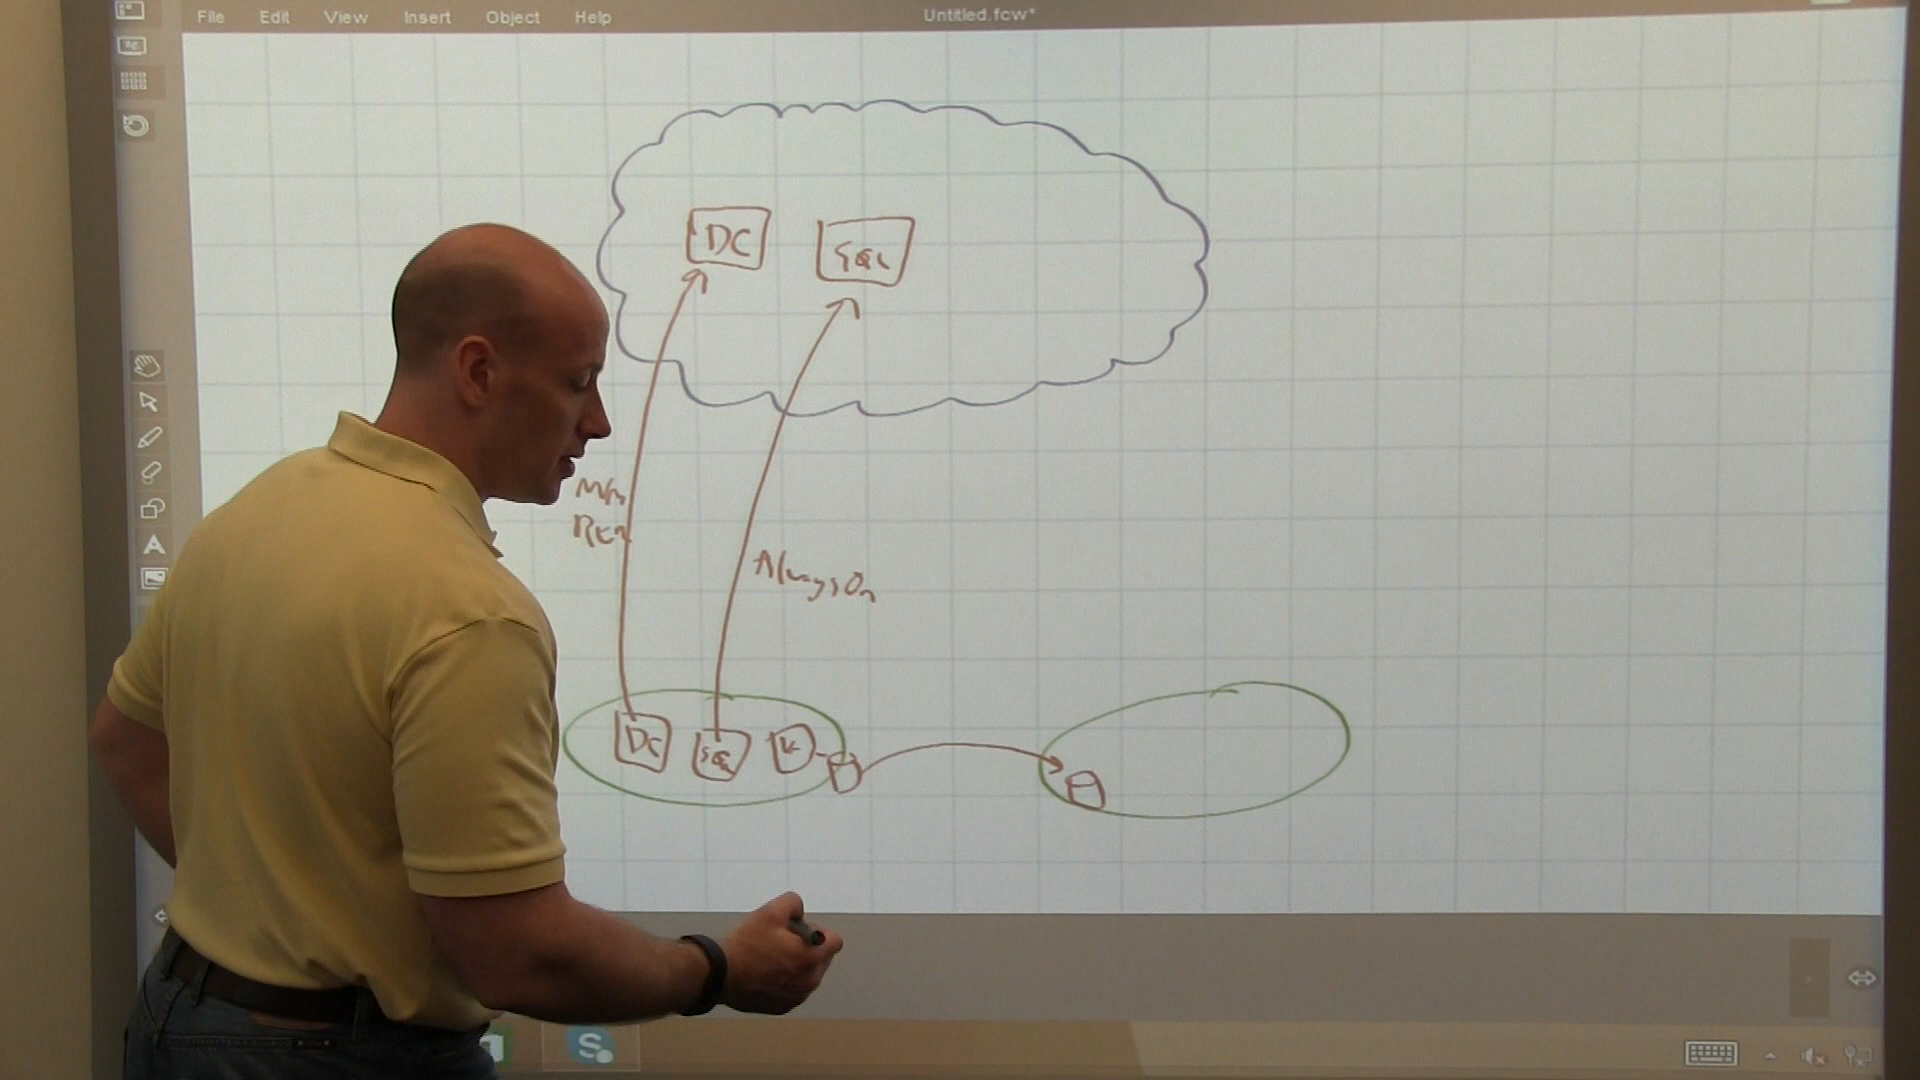 File Edit View Insert Object Help
Untitled.fcw*
DC
SQL
AlwaysOn
DC
SQL
A
S